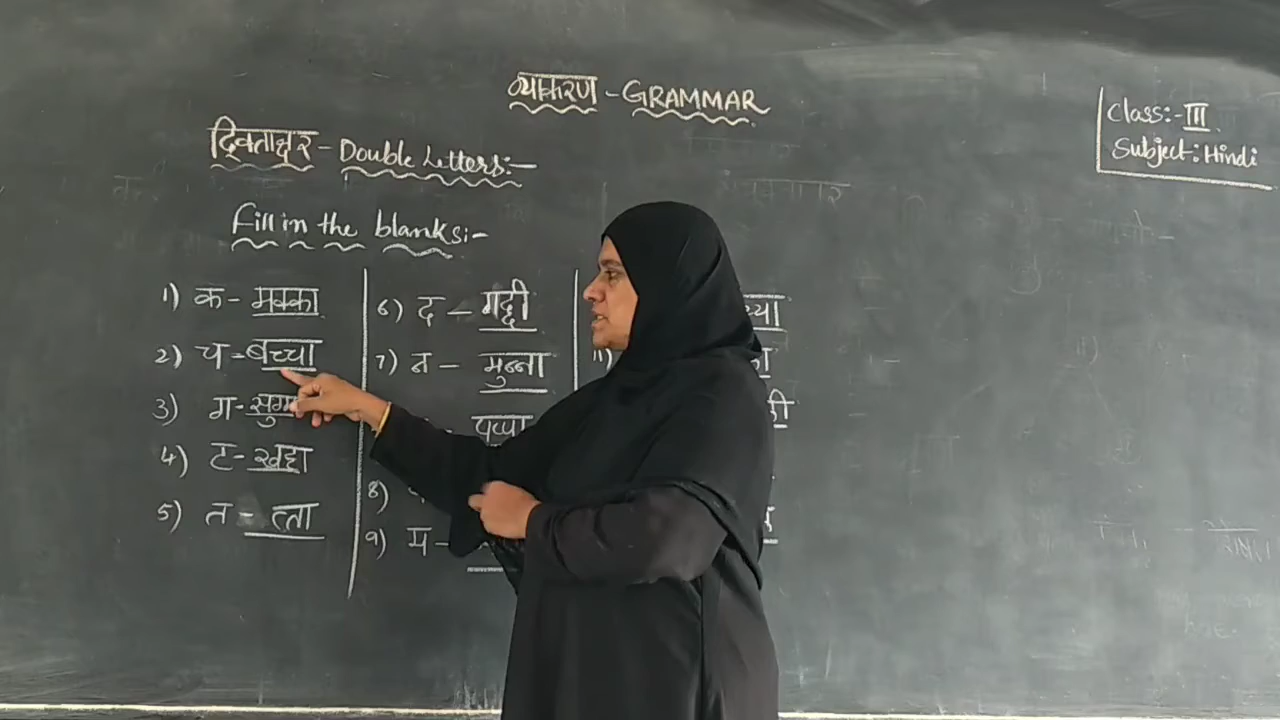 व्याकरण - GRAMMAR
Class:- III
Subject: Hindi
द्वित्ताक्षर - Double Letters:-
Fill in the blanks:-
1) क - मक्का
2) च - बच्चा
3) ग - सुग
4) ट - खट्टा
5) त - त्ता
6) द - गद्दी
7) न - मुन्ना
पप्पा
8)
9) म -
च्चा
11)